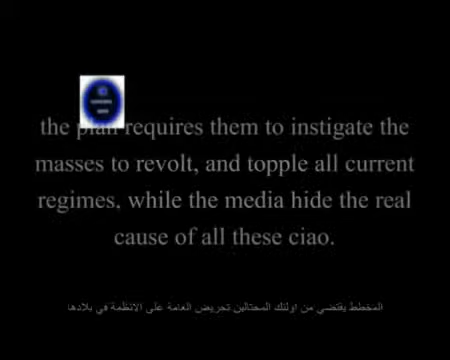 the plan requires them to instigate the
masses to revolt, and topple all current
regimes, while the media hide the real
cause of all these ciao.
المخطط يقتضي من اولئك المحتالين تحريض العامة على الانظمة في بلادها